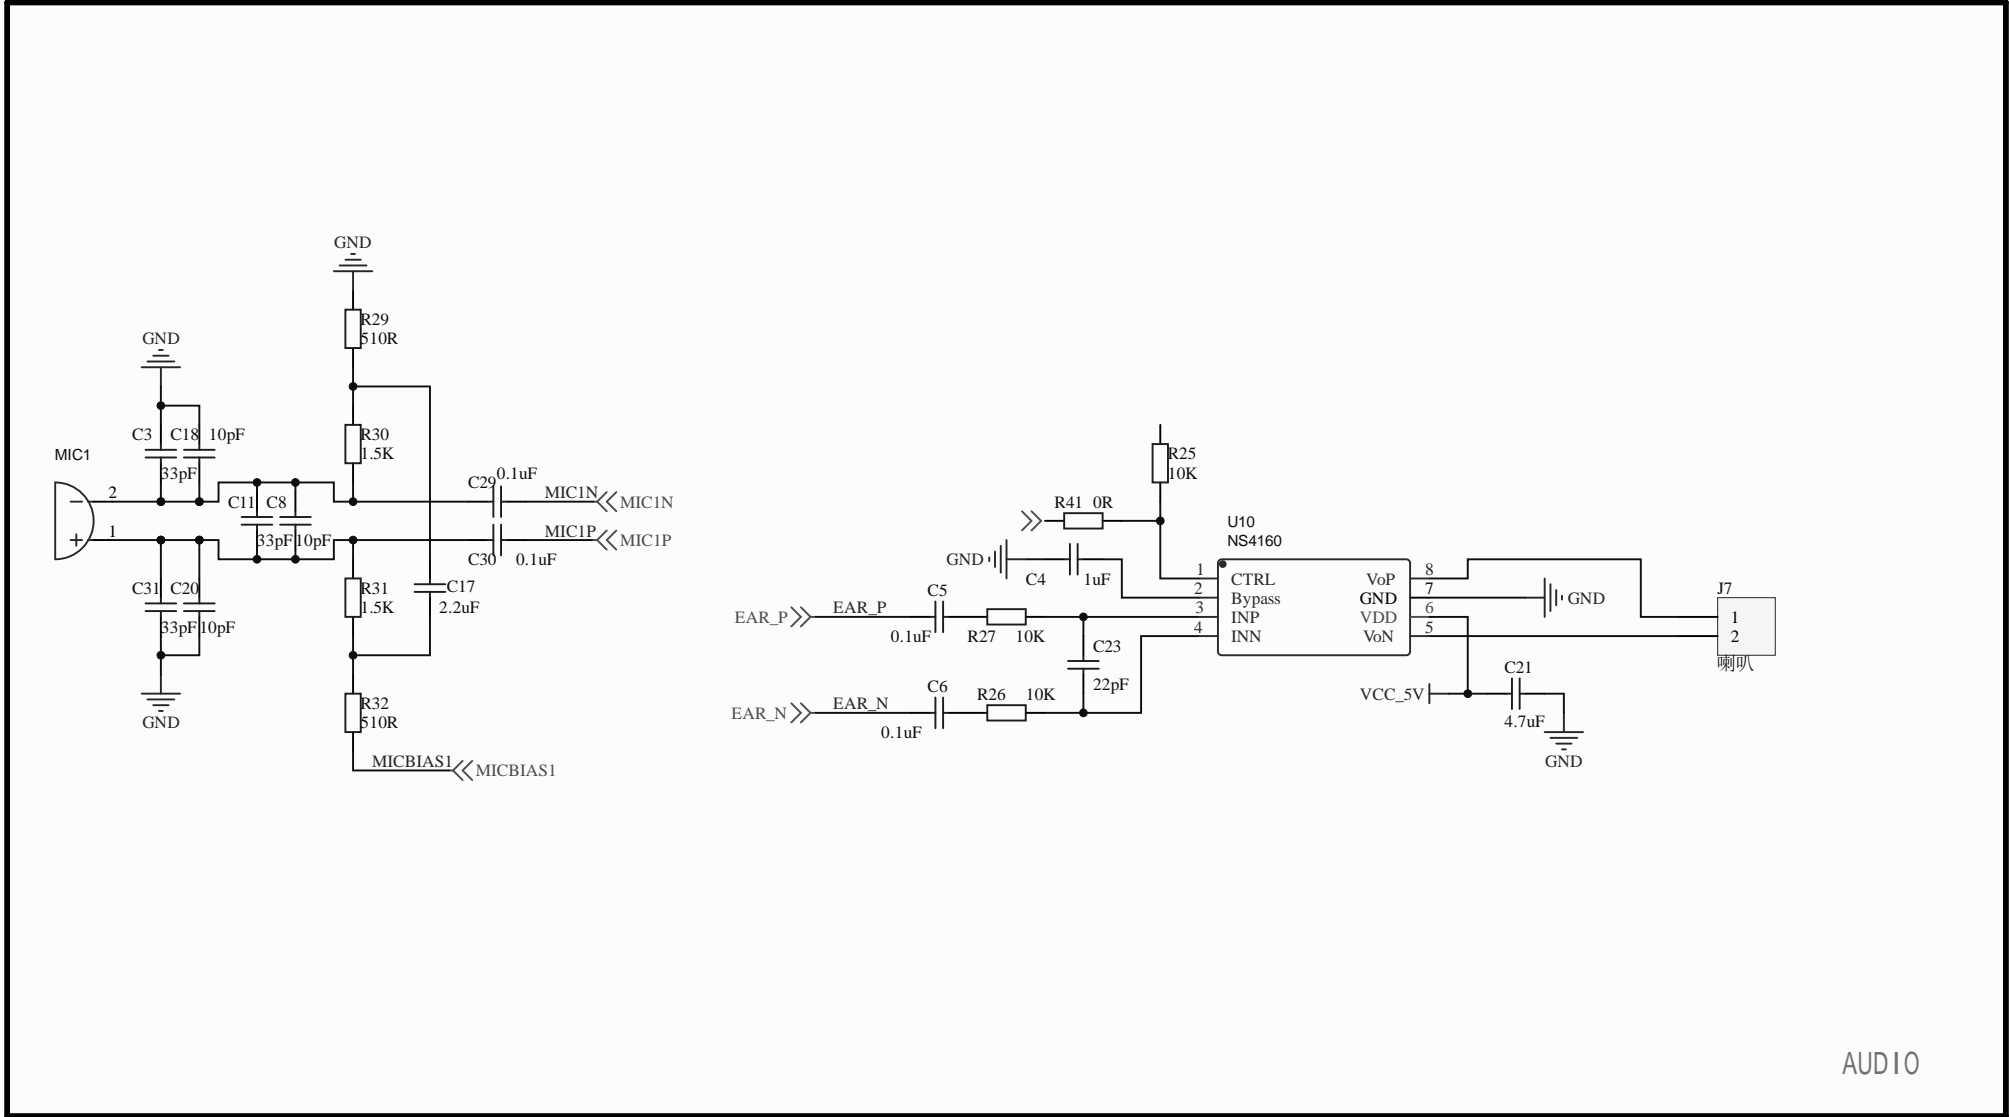 GND
R29
510R
GND
R30
1.5K
C3
C18
10pF
33pF
MIC1
2
1
C11
C8
33pF
10pF
C29
0.1uF
MIC1N
MIC1N
MIC1P
MIC1P
C30
0.1uF
C31
C20
33pF
10pF
GND
R31
1.5K
C17
2.2uF
R32
510R
MICBIAS1
MICBIAS1
R25
10K
R41
0R
GND
C4
1uF
EAR_P
EAR_P
C5
0.1uF
R27
10K
C23
22pF
EAR_N
EAR_N
C6
0.1uF
R26
10K
U10
NS4160
1
CTRL
2
Bypass
3
INP
4
INN
VoP
8
GND
7
VDD
6
VoN
5
GND
J7
1
2
喇叭
VCC_5V
C21
4.7uF
GND
AUDIO